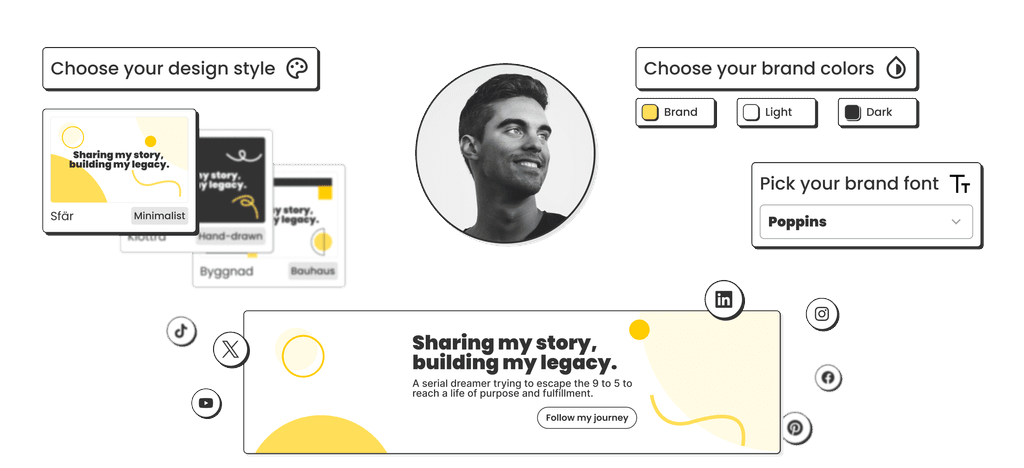 Choose your design style
Choose your brand colors
Brand
Light
Dark
Sharing my story,
building my legacy.
Sfär
Minimalist
my story,
my legacy.
Klottra
Hand-drawn
my story,
my legacy.
Byggnad
Bauhaus
Pick your brand font
Poppins
in
Sharing my story,
building my legacy.
A serial dreamer trying to escape the 9 to 5 to
reach a life of purpose and fulfillment.
Follow my journey